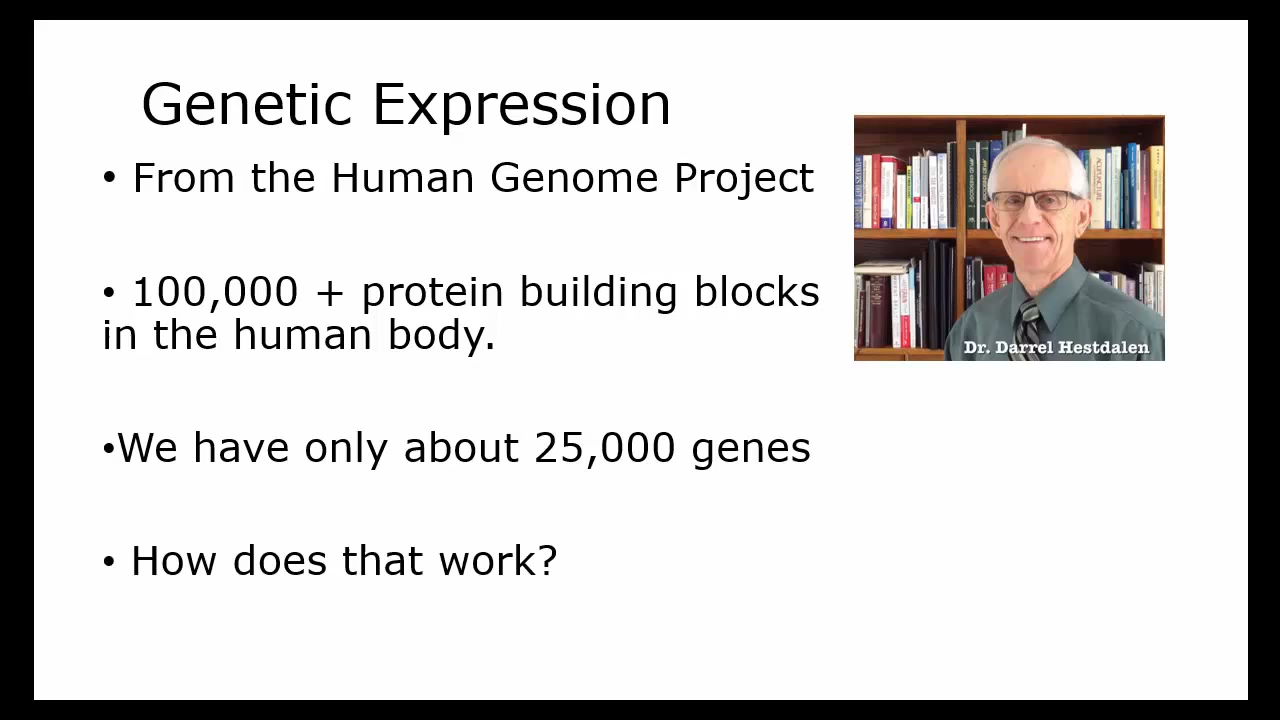 Genetic Expression
• From the Human Genome Project
• 100,000 + protein building blocks
in the human body.
•We have only about 25,000 genes
• How does that work?
ACUPUNCTURE
Dr. Darrel Hestdalen